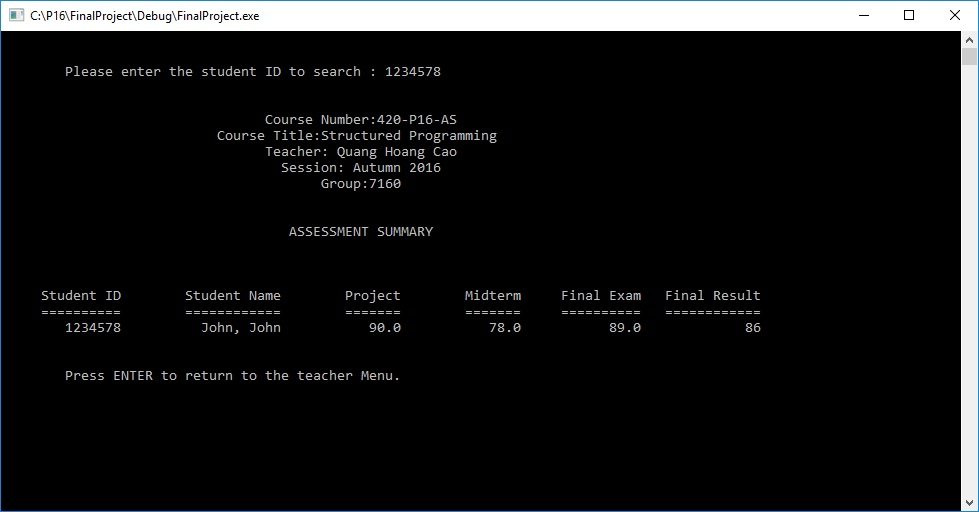 C:\P16\FinalProject\Debug\FinalProject.exe
Please enter the student ID to search : 1234578
Course Number:420-P16-AS
Course Title:Structured Programming
Teacher: Quang Hoang Cao
Session: Autumn 2016
Group:7160
ASSESSMENT SUMMARY
Student ID Student Name Project Midterm Final Exam Final Result
========== ============ ======= ======= ========== ============
1234578 John, John 90.0 78.0 89.0 86
Press ENTER to return to the teacher Menu.